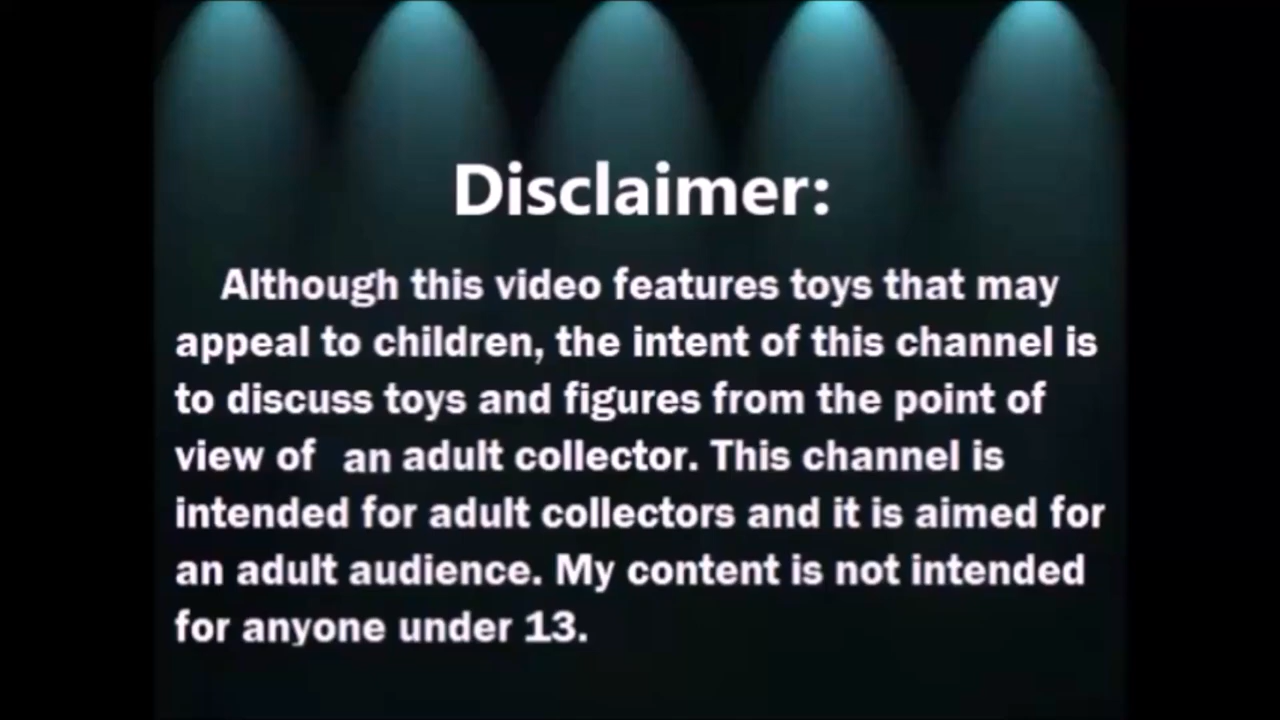 Disclaimer:
Although this video features toys that may
appeal to children, the intent of this channel is
to discuss toys and figures from the point of
view of an adult collector. This channel is
intended for adult collectors and it is aimed for
an adult audience. My content is not intended
for anyone under 13.